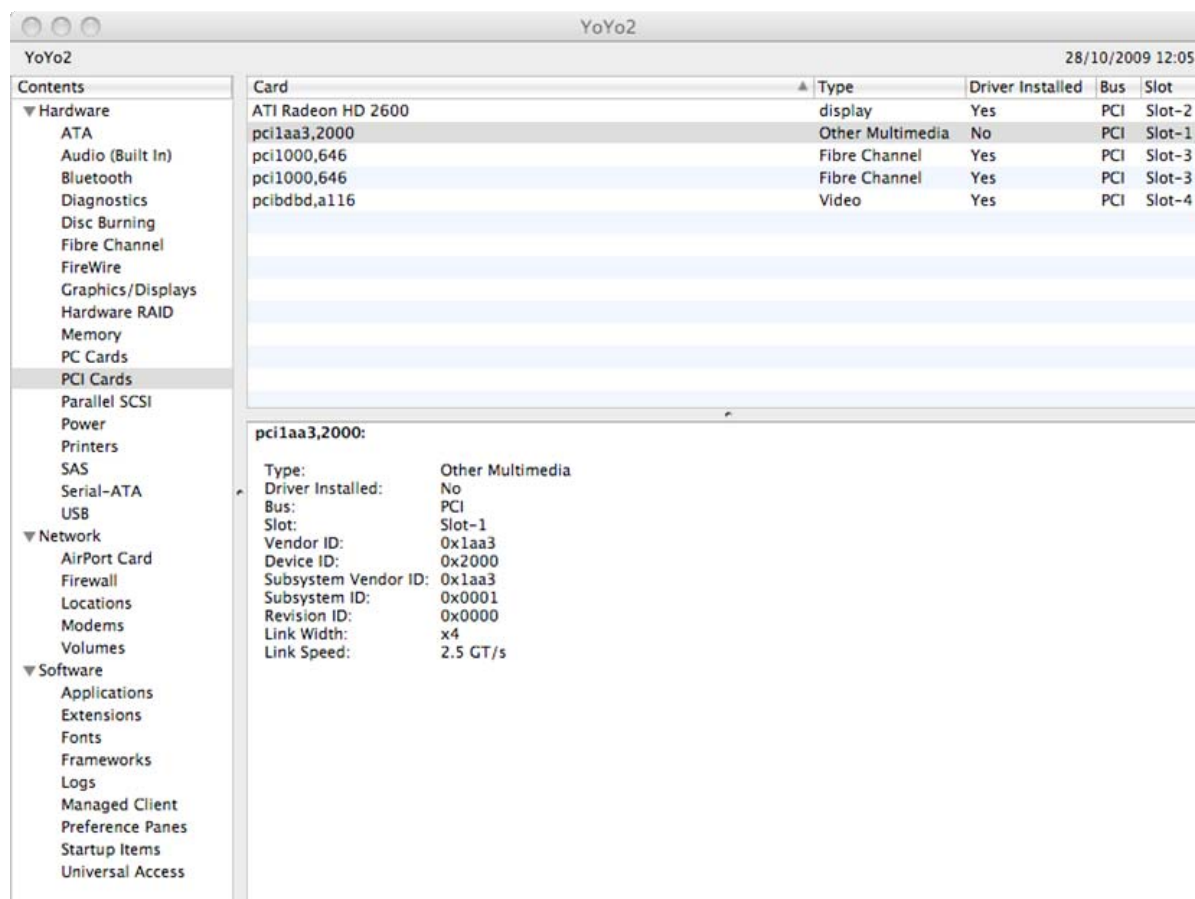 YoYo2
YoYo2 28/10/2009 12:05
Contents
Hardware
ATA
Audio (Built In)
Bluetooth
Diagnostics
Disc Burning
Fibre Channel
FireWire
Graphics/Displays
Hardware RAID
Memory
PC Cards
PCI Cards
Parallel SCSI
Power
Printers
SAS
Serial-ATA
USB
Network
AirPort Card
Firewall
Locations
Modems
Volumes
Software
Applications
Extensions
Fonts
Frameworks
Logs
Managed Client
Preference Panes
Startup Items
Universal Access
Card Type Driver Installed Bus Slot
ATI Radeon HD 2600 display Yes PCI Slot-2
pci1aa3,2000 Other Multimedia No PCI Slot-1
pci1000,646 Fibre Channel Yes PCI Slot-3
pci1000,646 Fibre Channel Yes PCI Slot-3
pcibdbd,a116 Video Yes PCI Slot-4
pci1aa3,2000:
Type: Other Multimedia
Driver Installed: No
Bus: PCI
Slot: Slot-1
Vendor ID: 0x1aa3
Device ID: 0x2000
Subsystem Vendor ID: 0x1aa3
Subsystem ID: 0x0001
Revision ID: 0x0000
Link Width: x4
Link Speed: 2.5 GT/s